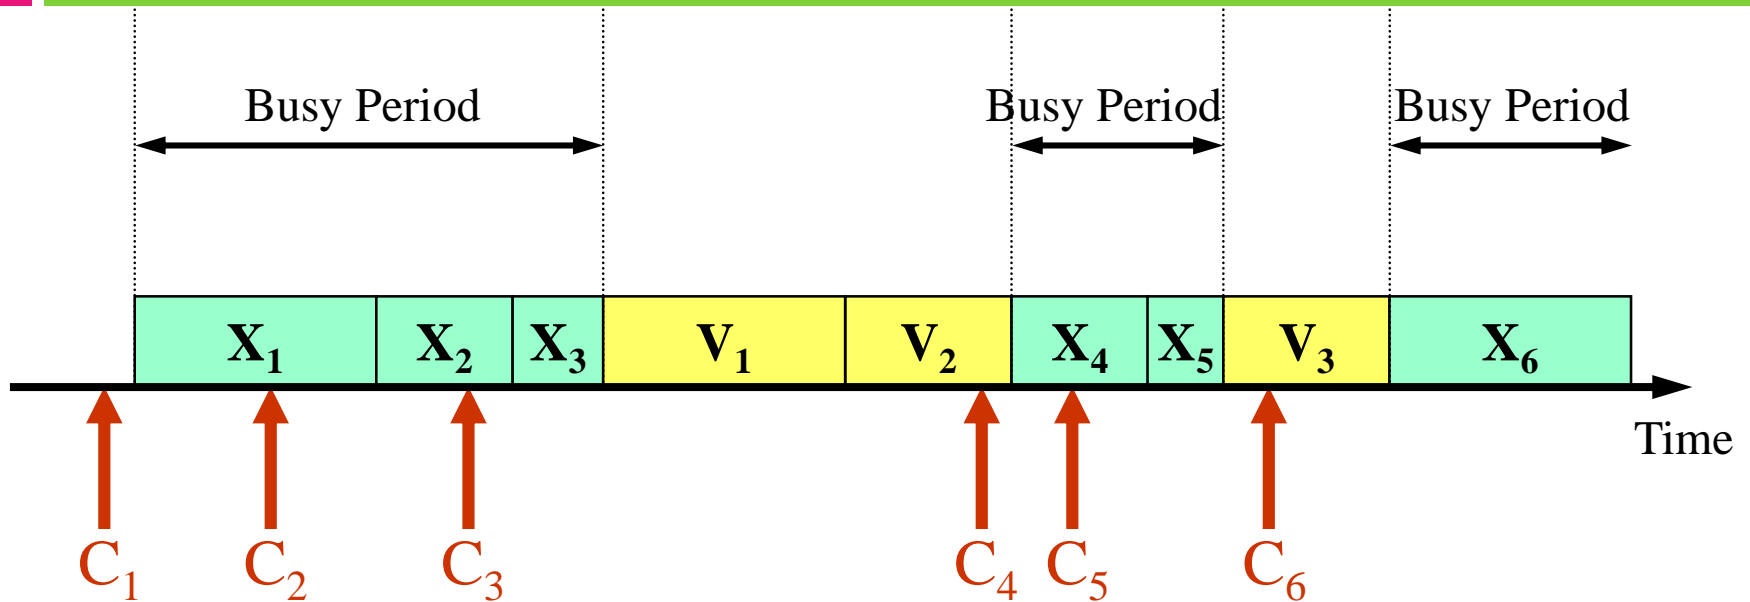 Busy Period Busy Period Busy Period
X₁ X₂ X₃ V₁ V₂ X₄ X₅ V₃ X₆
Time
C₁ C₂ C₃ C₄ C₅ C₆